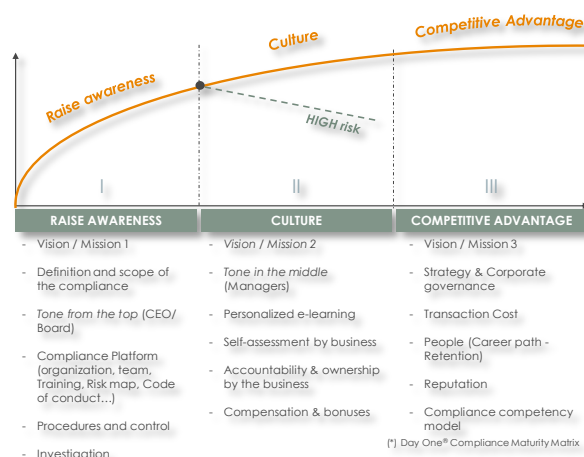 Competitive Advantage
Culture
Raise awareness
HIGH risk
I
II
III
RAISE AWARENESS
- Vision / Mission 1
- Definition and scope of
the compliance
- Tone from the top (CEO/
Board)
- Compliance Platform
(organization, team,
Training, Risk map, Code
of conduct...)
- Procedures and control
- Investigation
CULTURE
- Vision / Mission 2
- Tone in the middle
(Managers)
- Personalized e-learning
- Self-assessment by business
- Accountability & ownership
by the business
- Compensation & bonuses
COMPETITIVE ADVANTAGE
- Vision / Mission 3
- Strategy & Corporate
governance
- Transaction Cost
- People (Career path -
Retention)
- Reputation
- Compliance competency
model
(*) Day One® Compliance Maturity Matrix